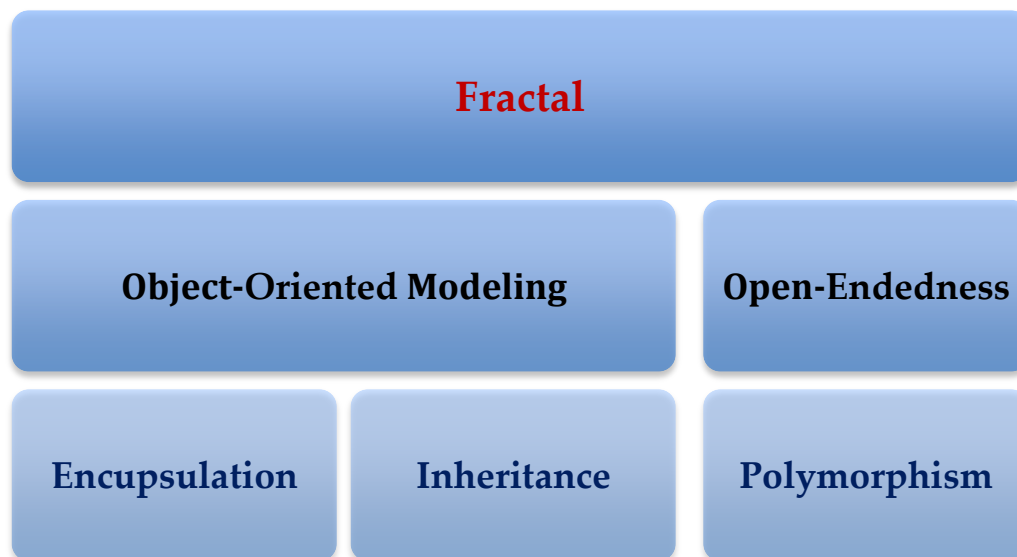 Fractal
Object-Oriented Modeling
Open-Endedness
Encupsulation
Inheritance
Polymorphism